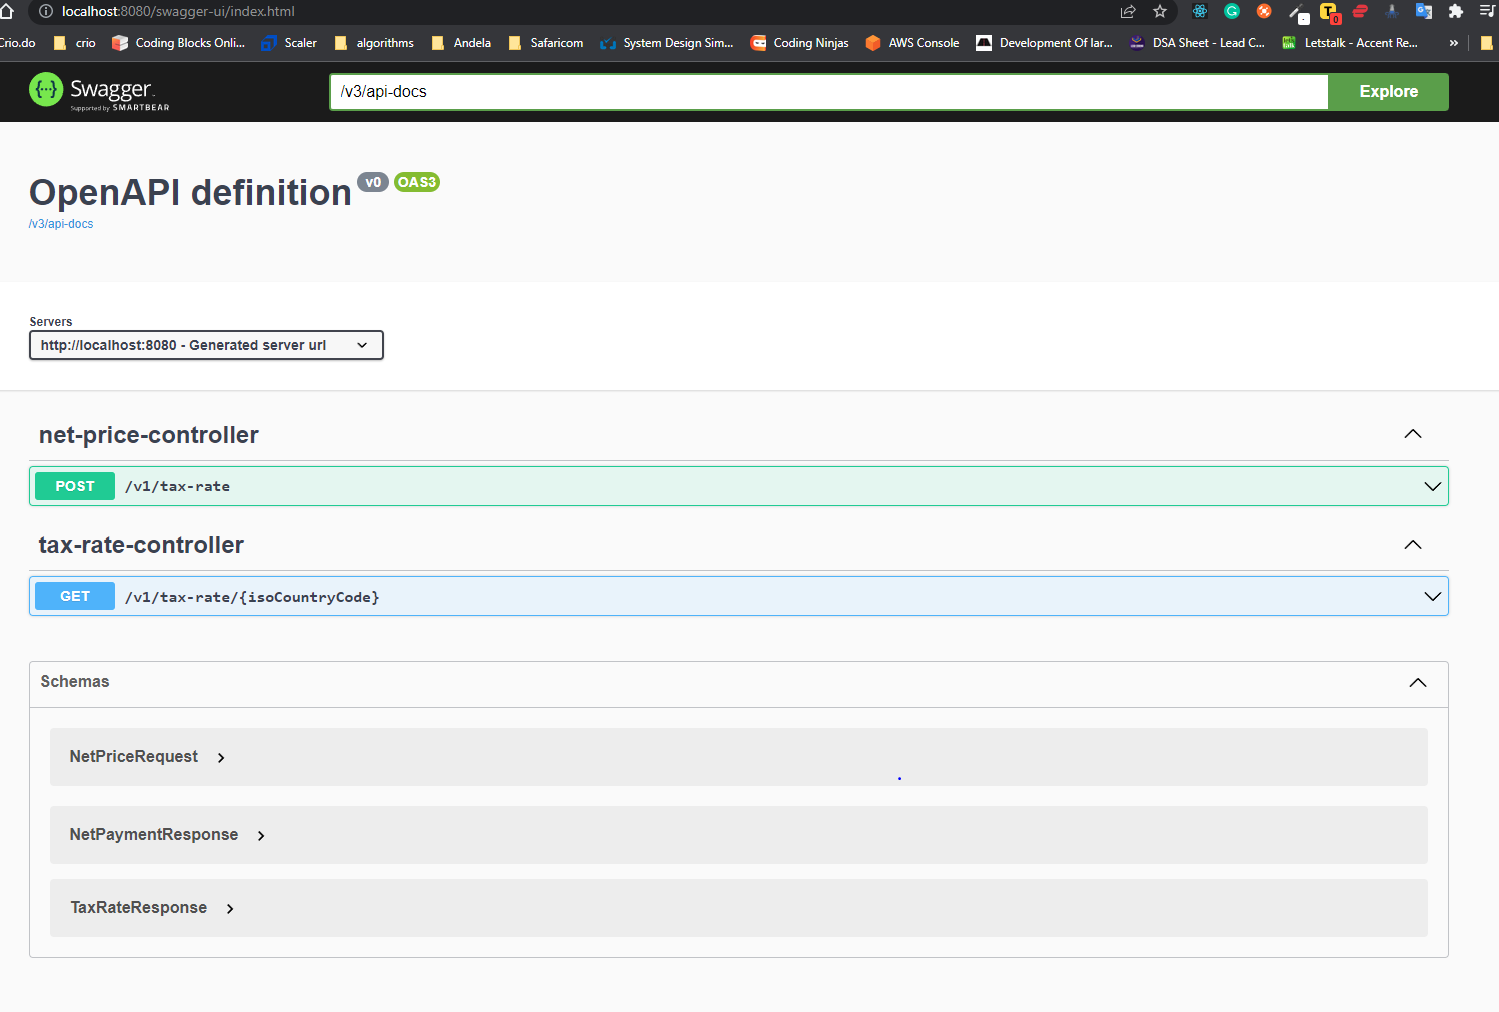 localhost:8080/swagger-ui/index.html
Crio.do crio Coding Blocks Onli... Scaler algorithms Andela Safaricom System Design Sim... Coding Ninjas AWS Console Development Of lar... DSA Sheet - Lead C... Letstalk - Accent Re... »
Swagger
Supported by SMARTBEAR
/v3/api-docs
Explore
OpenAPI definition v0 OAS3
/v3/api-docs
Servers
http://localhost:8080 - Generated server url
net-price-controller
POST /v1/tax-rate
tax-rate-controller
GET /v1/tax-rate/{isoCountryCode}
Schemas
NetPriceRequest
NetPaymentResponse
TaxRateResponse